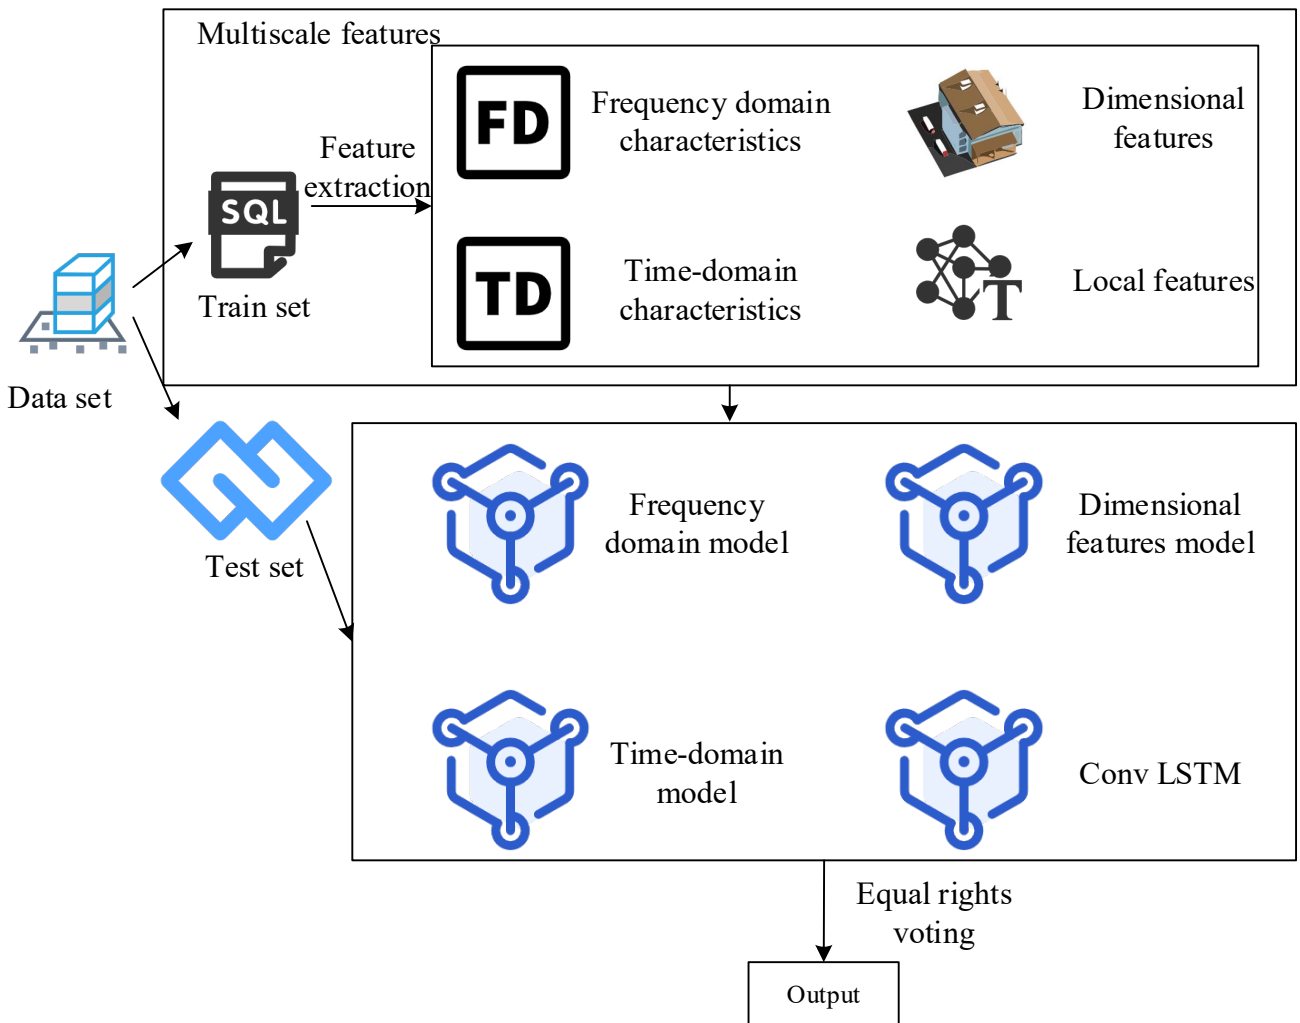 Multiscale features
FD
Frequency domain
characteristics
Dimensional
features
Feature
extraction
SQL
Train set
TD
Time-domain
characteristics
T
Local features
Data set
Test set
Frequency
domain model
Dimensional
features model
Time-domain
model
Conv LSTM
Equal rights
voting
Output